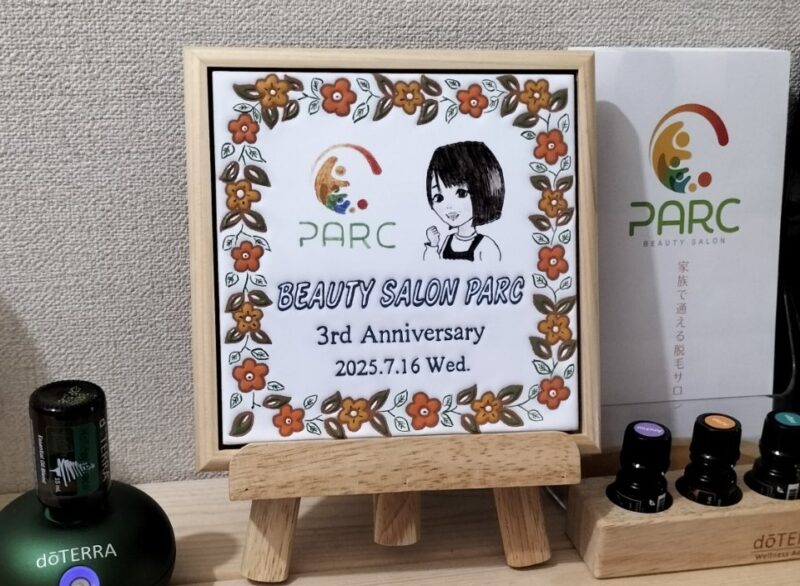 PARC
BEAUTY SALON PARC
3rd Anniversary
2025.7.16 Wed.
PARC
BEAUTY SALON
家族で通える脱毛サロン
dōTERRA
dōTERRA